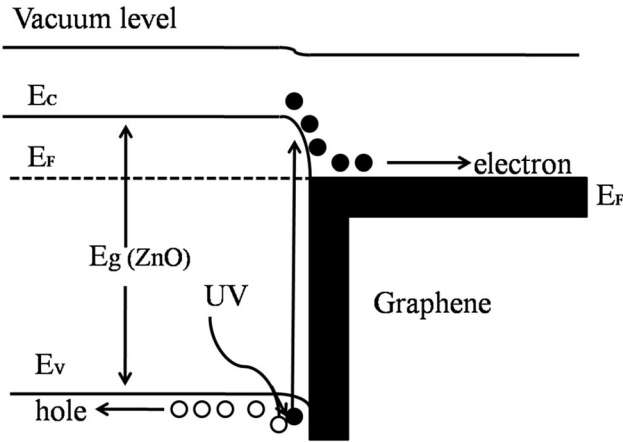 Vacuum level
Ec
EF
electron
EF
Eg (ZnO)
UV
Graphene
Ev
hole